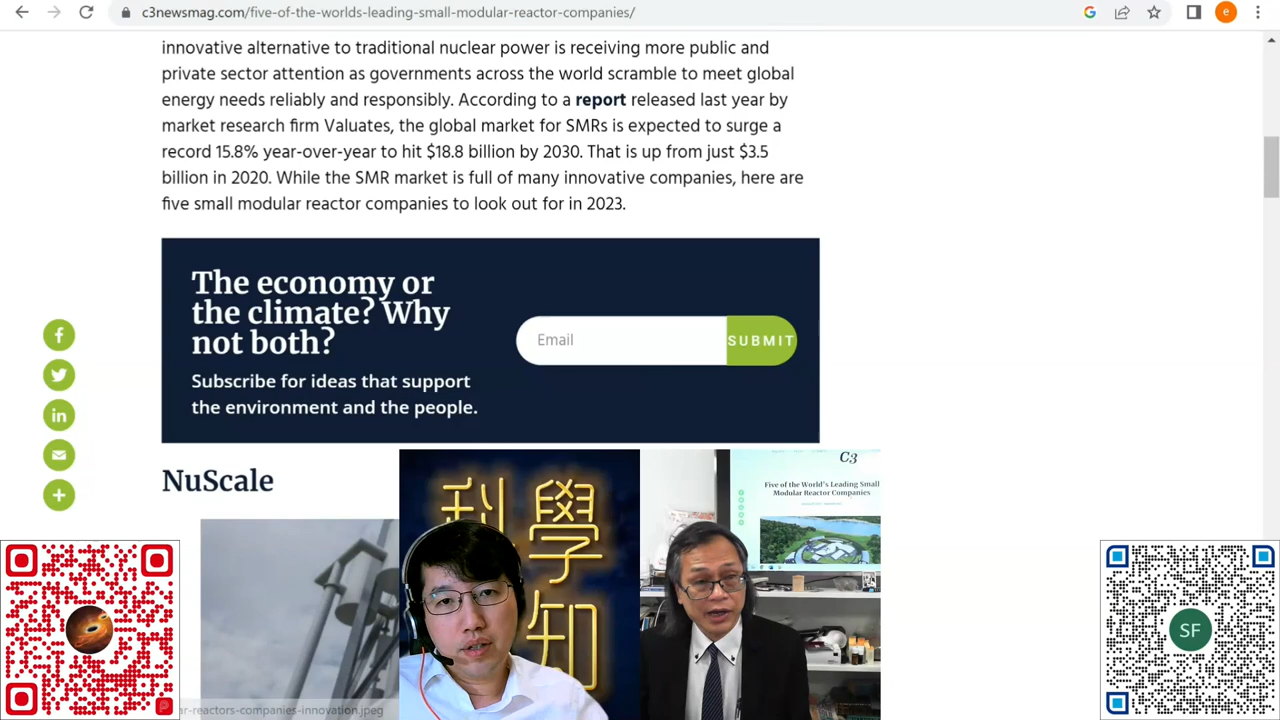 c3newsmag.com/five-of-the-worlds-leading-small-modular-reactor-companies/
e
innovative alternative to traditional nuclear power is receiving more public and
private sector attention as governments across the world scramble to meet global
energy needs reliably and responsibly. According to a report released last year by
market research firm Valuates, the global market for SMRs is expected to surge a
record 15.8% year-over-year to hit $18.8 billion by 2030. That is up from just $3.5
billion in 2020. While the SMR market is full of many innovative companies, here are
five small modular reactor companies to look out for in 2023.
The economy or
the climate? Why
not both?
Subscribe for ideas that support
the environment and the people.
Email
SUBMIT
NuScale
科學
知
C3
Five of the World's Leading Small
Modular Reactor Companies
SF
ar-reactors-companies-innovation.jpeg